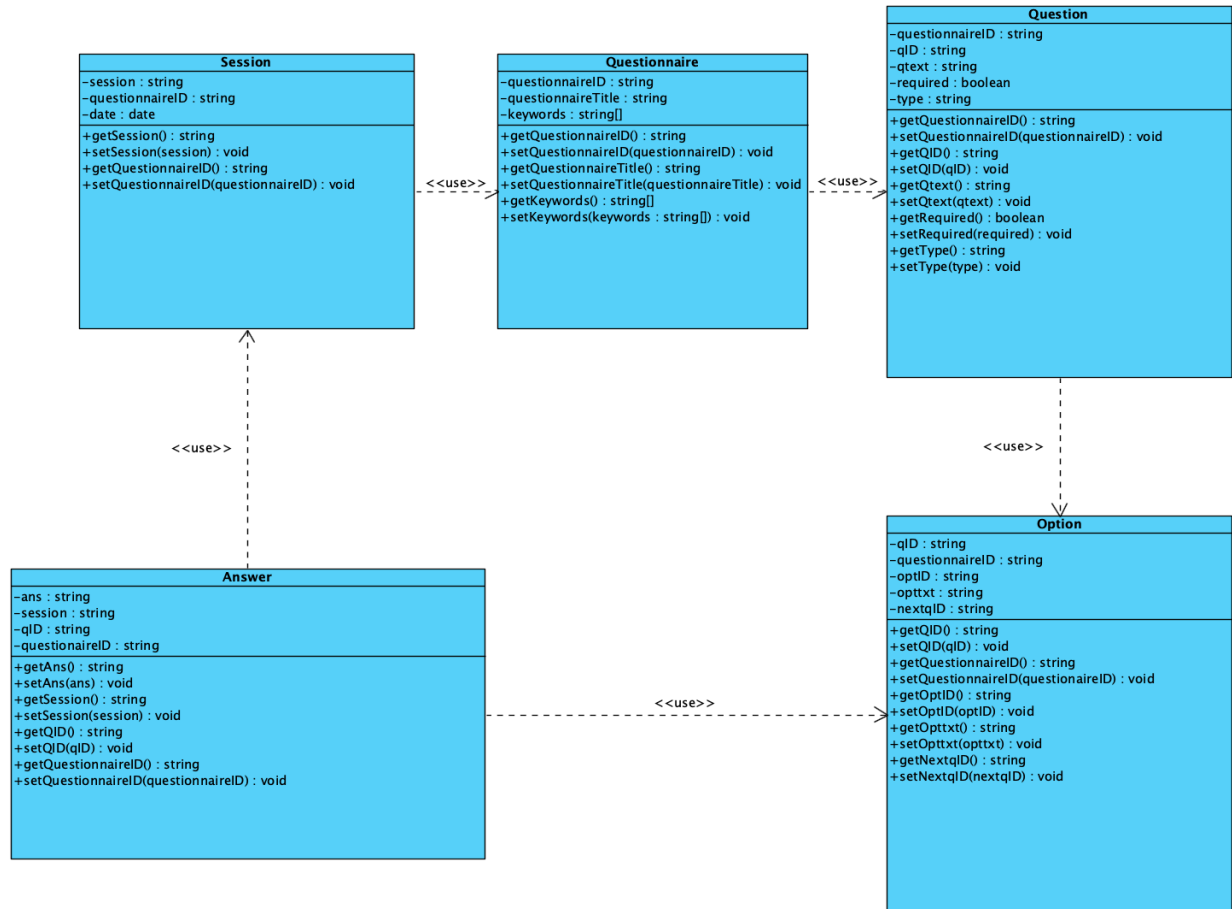 Session
-session : string
-questionnaireID : string
-date : date
+getSession() : string
+setSession(session) : void
+getQuestionnaireID() : string
+setQuestionnaireID(questionnaireID) : void
<<use>>
Questionnaire
-questionnaireID : string
-questionnaireTitle : string
-keywords : string[]
+getQuestionnaireID() : string
+setQuestionnaireID(questionnaireID) : void
+getQuestionnaireTitle() : string
+setQuestionnaireTitle(questionnaireTitle) : void
+getKeywords() : string[]
+setKeywords(keywords : string[]) : void
<<use>>
Question
-questionnaireID : string
-qID : string
-qtext : string
-required : boolean
-type : string
+getQuestionnaireID() : string
+setQuestionnaireID(questionnaireID) : void
+getQID() : string
+setQID(qID) : void
+getQtext() : string
+setQtext(qtext) : void
+getRequired() : boolean
+setRequired(required) : void
+getType() : string
+setType(type) : void
<<use>>
<<use>>
Answer
-ans : string
-session : string
-qID : string
-questionaireID : string
+getAns() : string
+setAns(ans) : void
+getSession() : string
+setSession(session) : void
+getQID() : string
+setQID(qID) : void
+getQuestionnaireID() : string
+setQuestionnaireID(questionnaireID) : void
<<use>>
Option
-qID : string
-questionnaireID : string
-optID : string
-opttxt : string
-nextqID : string
+getQID() : string
+setQID(qID) : void
+getQuestionnaireID() : string
+setQuestionnaireID(questionaireID) : void
+getOptID() : string
+setOptID(optID) : void
+getOpttxt() : string
+setOpttxt(opttxt) : void
+getNextqID() : string
+setNextqID(nextqID) : void